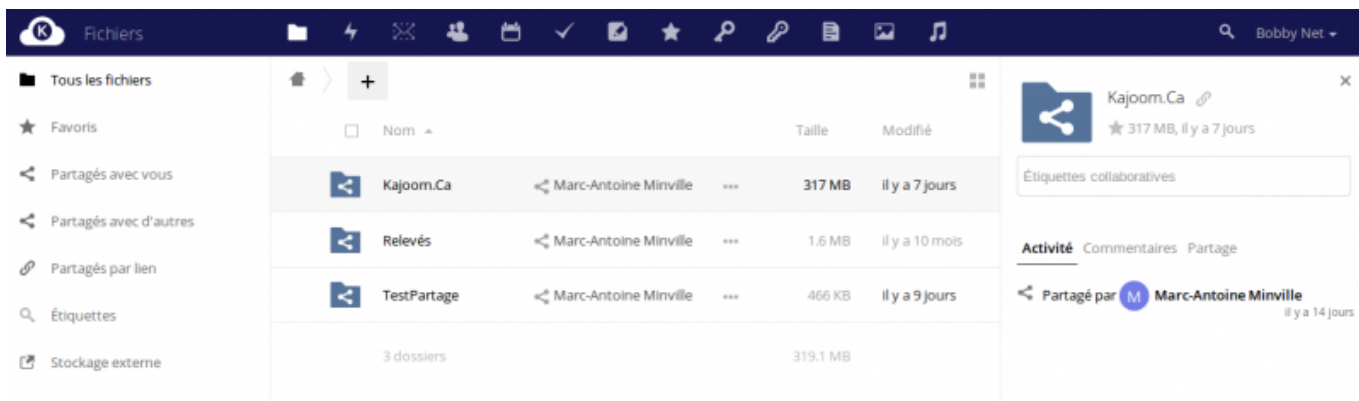 K Fichiers Bobby Net
Tous les fichiers
Favoris
Partagés avec vous
Partagés avec d'autres
Partagés par lien
Étiquettes
Stockage externe
+
Nom Taille Modifié
Kajoom.Ca Marc-Antoine Minville ••• 317 MB il y a 7 jours
Relevés Marc-Antoine Minville ••• 1.6 MB il y a 10 mois
TestPartage Marc-Antoine Minville ••• 466 KB il y a 9 jours
3 dossiers 319.1 MB
Kajoom.Ca
317 MB, il y a 7 jours
Étiquettes collaboratives
Activité Commentaires Partage
Partagé par M Marc-Antoine Minville
il y a 14 jours